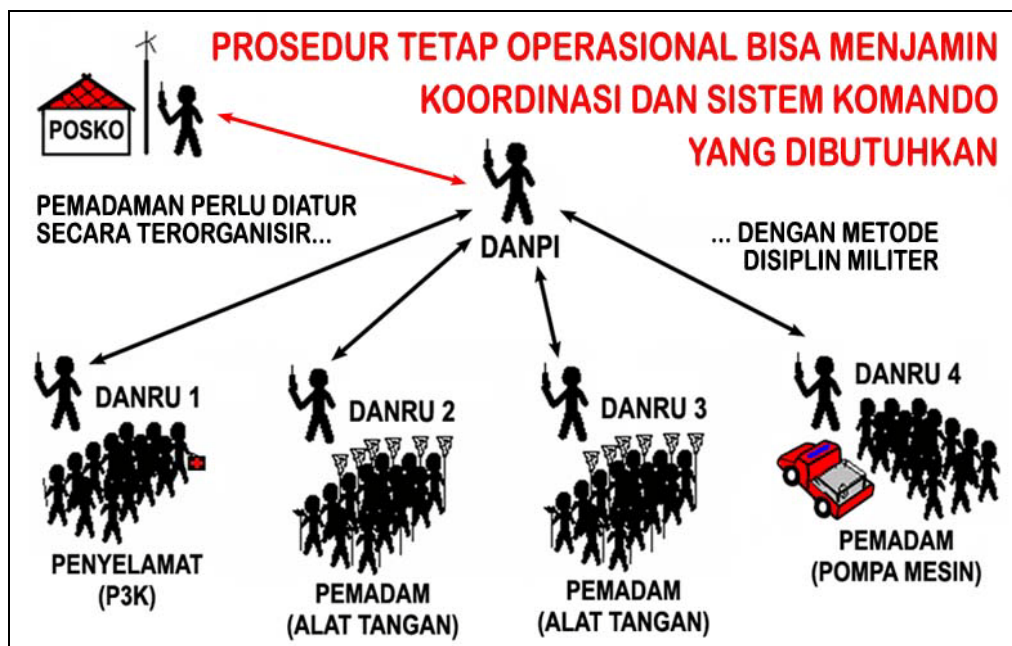 PROSEDUR TETAP OPERASIONAL BISA MENJAMIN
KOORDINASI DAN SISTEM KOMANDO
YANG DIBUTUHKAN
POSKO
PEMADAMAN PERLU DIATUR
SECARA TERORGANISIR...
DANPI
... DENGAN METODE
DISIPLIN MILITER
DANRU 1
PENYELAMAT
(P3K)
DANRU 2
PEMADAM
(ALAT TANGAN)
DANRU 3
PEMADAM
(ALAT TANGAN)
DANRU 4
PEMADAM
(POMPA MESIN)